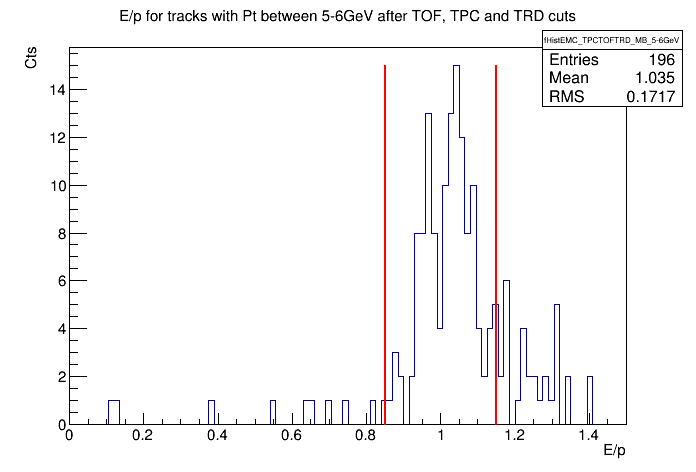 E/p for tracks with Pt between 5-6GeV after TOF, TPC and TRD cuts
fHistEMC_TPCTOFTRD_MB_5-6GeV
Entries 196
Mean 1.035
RMS 0.1717
Cts
14
12
10
8
6
4
2
0
0 0.2 0.4 0.6 0.8 1 1.2 1.4
E/p